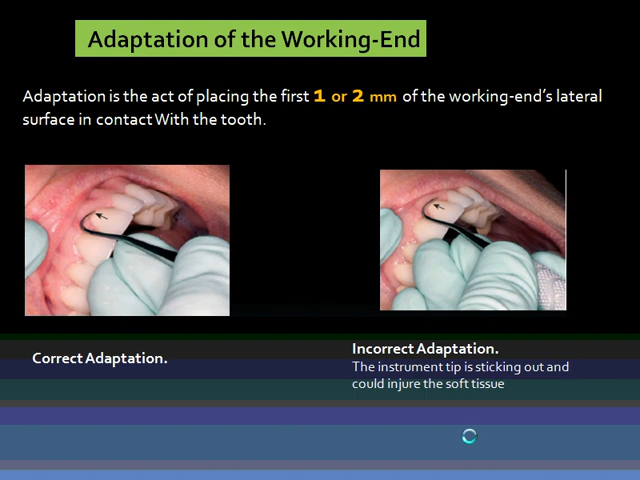 Adaptation of the Working-End
Adaptation is the act of placing the first 1 or 2 mm of the working-end's lateral
surface in contact With the tooth.
Correct Adaptation.
Incorrect Adaptation.
The instrument tip is sticking out and
could injure the soft tissue